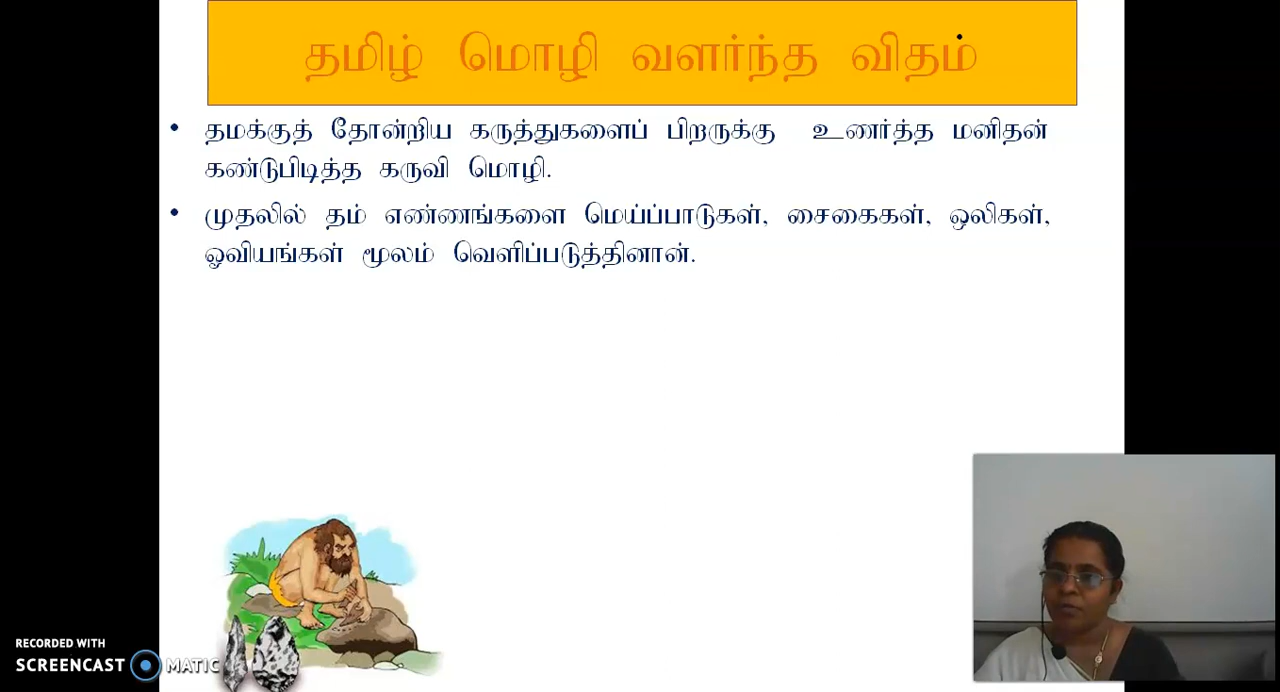 தமிழ் மொழி வளர்ந்த விதம்
• தமக்குத் தோன்றிய கருத்துகளைப் பிறருக்கு உணர்த்த மனிதன்
கண்டுபிடித்த கருவி மொழி.
• முதலில் தம் எண்ணங்களை மெய்ப்பாடுகள், சைகைகள், ஒலிகள்,
ஓவியங்கள் மூலம் வெளிப்படுத்தினான்.
RECORDED WITH
SCREENCAST MATIC